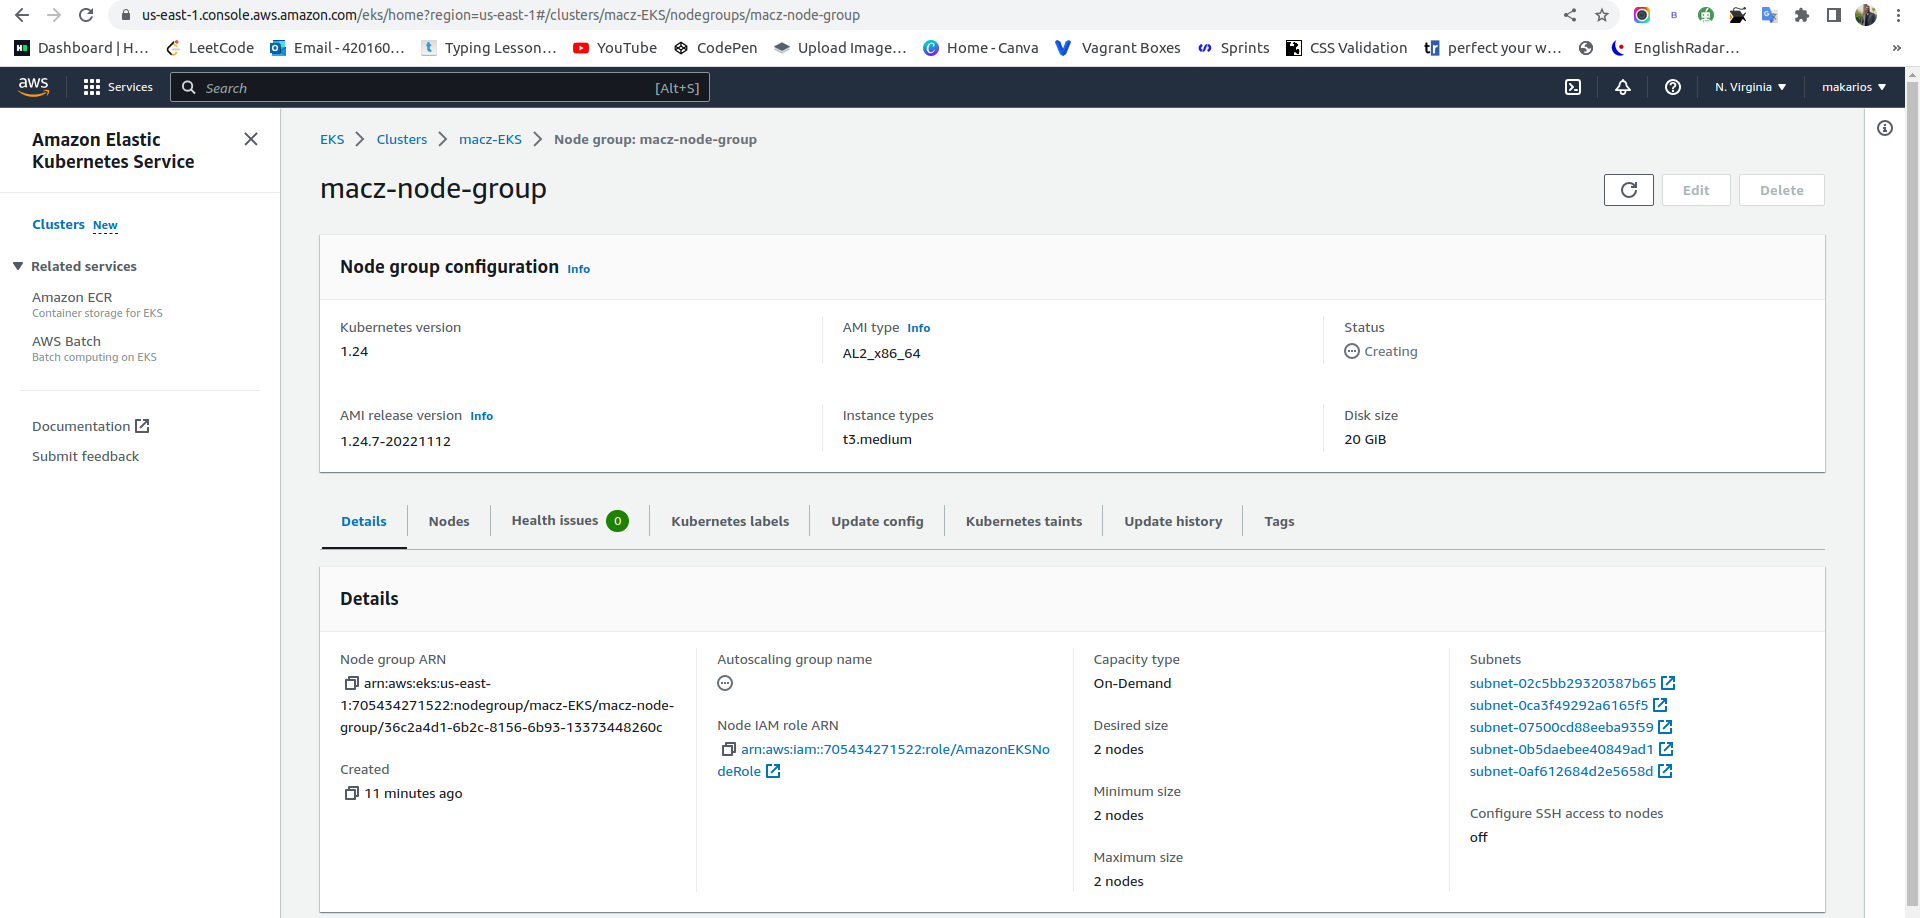 us-east-1.console.aws.amazon.com/eks/home?region=us-east-1#/clusters/macz-EKS/nodegroups/macz-node-group
Dashboard | H... LeetCode Email - 420160... Typing Lesson... YouTube CodePen Upload Image... Home - Canva Vagrant Boxes Sprints CSS Validation perfect your w... EnglishRadar... »
aws Services Search [Alt+S] N. Virginia makarios
Amazon Elastic
Kubernetes Service
Clusters New
Related services
Amazon ECR
Container storage for EKS
AWS Batch
Batch computing on EKS
Documentation
Submit feedback
EKS Clusters macz-EKS Node group: macz-node-group
macz-node-group
Edit Delete
Node group configuration Info
Kubernetes version
1.24
AMI type Info
AL2_x86_64
Status
Creating
AMI release version Info
1.24.7-20221112
Instance types
t3.medium
Disk size
20 GiB
Details Nodes Health issues 0 Kubernetes labels Update config Kubernetes taints Update history Tags
Details
Node group ARN
arn:aws:eks:us-east-
1:705434271522:nodegroup/macz-EKS/macz-node-
group/36c2a4d1-6b2c-8156-6b93-13373448260c
Created
11 minutes ago
Autoscaling group name
Node IAM role ARN
arn:aws:iam::705434271522:role/AmazonEKSNo
deRole
Capacity type
On-Demand
Desired size
2 nodes
Minimum size
2 nodes
Maximum size
2 nodes
Subnets
subnet-02c5bb29320387b65
subnet-0ca3f49292a6165f5
subnet-07500cd88eeba9359
subnet-0b5daebee40849ad1
subnet-0af612684d2e5658d
Configure SSH access to nodes
off